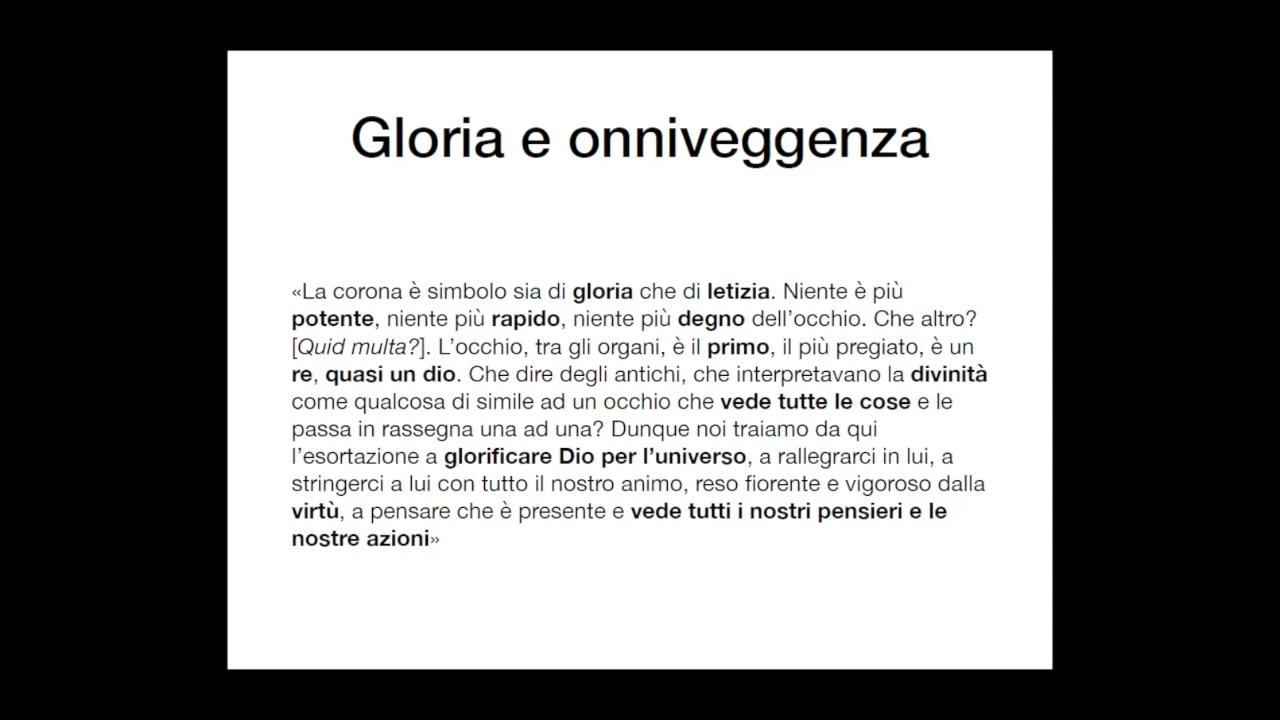 Gloria e onniveggenza
«La corona è simbolo sia di gloria che di letizia. Niente è più
potente, niente più rapido, niente più degno dell’occhio. Che altro?
[Quid multa?]. L’occhio, tra gli organi, è il primo, il più pregiato, è un
re, quasi un dio. Che dire degli antichi, che interpretavano la divinità
come qualcosa di simile ad un occhio che vede tutte le cose e le
passa in rassegna una ad una? Dunque noi traiamo da qui
l’esortazione a glorificare Dio per l’universo, a rallegrarci in lui, a
stringerci a lui con tutto il nostro animo, reso fiorente e vigoroso dalla
virtù, a pensare che è presente e vede tutti i nostri pensieri e le
nostre azioni»